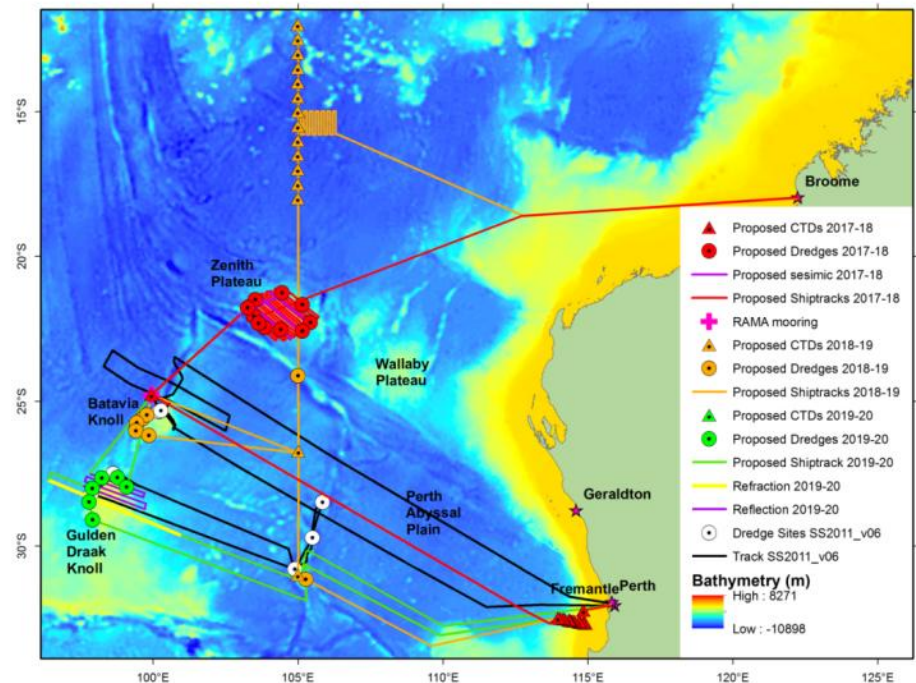 15°S
20°S
25°S
30°S
Broome
Zenith
Plateau
Wallaby
Plateau
Batavia
Knoll
Perth
Abyssal
Plain
Geraldton
Gulden
Draak
Knoll
Fremantle
Perth
Proposed CTDs 2017-18
Proposed Dredges 2017-18
Proposed sesimic 2017-18
Proposed Shiptracks 2017-18
RAMA mooring
Proposed CTDs 2018-19
Proposed Dredges 2018-19
Proposed Shiptracks 2018-19
Proposed CTDs 2019-20
Proposed Dredges 2019-20
Proposed Shiptrack 2019-20
Refraction 2019-20
Reflection 2019-20
Dredge Sites SS2011_v06
Track SS2011_v06
Bathymetry (m)
High : 8271
Low : -10898
100°E
105°E
110°E
115°E
120°E
125°E